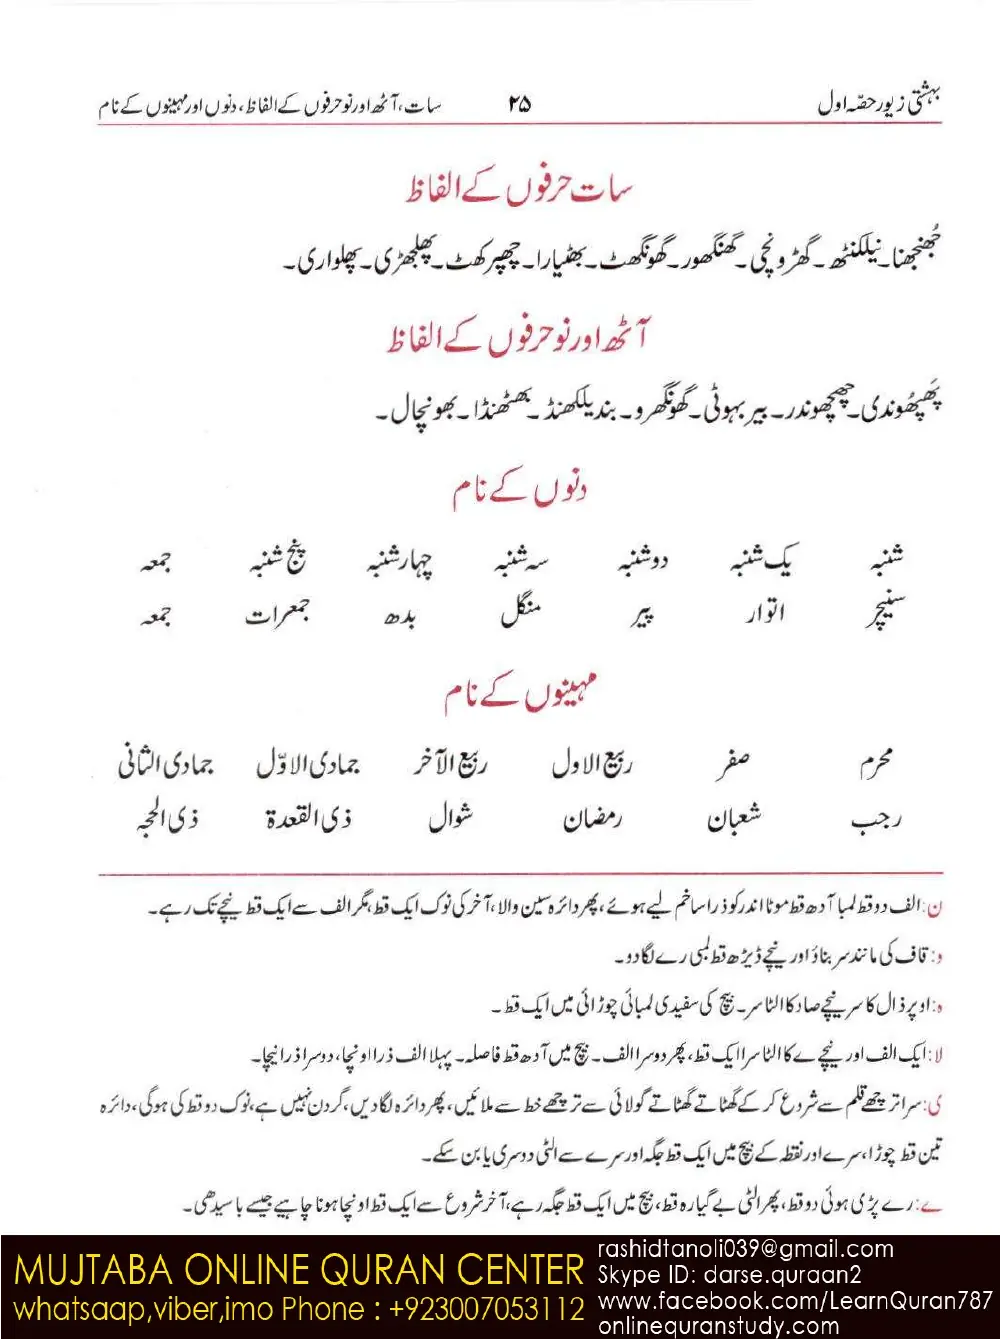 بہشتی زیور حصّہ اول ۲۵ سات، آٹھ اور نو حرفوں کے الفاظ، دنوں اور مہینوں کے نام
سات حرفوں کے الفاظ
جُھنجھنا۔ نیلکنٹھ۔ گھڑونچی۔ گھنگھور۔ گھونگھٹ۔ بھٹیارا۔ چھپرکھٹ۔ پھلجھڑی۔ پھلواری۔
آٹھ اور نو حرفوں کے الفاظ
پَھپُھوندی۔ چھچھوندر۔ بیر بہوٹی۔ گھونگھرو۔ بندیلکھنڈ۔ بھٹھنڈا۔ بھونچال۔
دنوں کے نام
شنبہ یک شنبہ دو شنبہ سہ شنبہ چہار شنبہ پنج شنبہ جمعہ
سنیچر اتوار پیر منگل بدھ جمعرات جمعہ
مہینوں کے نام
محرم صفر ربیع الاول ربیع الآخر جمادی الاوّل جمادی الثانی
رجب شعبان رمضان شوال ذی القعدۃ ذی الحجہ
ن: الف دو قط لمبا آدھ قط موٹا اندر کو ذرا سا خم لیے ہوئے، پھر دائرہ سین والا، آخر کی نوک ایک قط، مگر الف سے ایک قط نیچے تک رہے۔
و: قاف کی مانند سر بناؤ اور نیچے ڈیڑھ قط لمبی رے لگا دو۔
ہ: اوپر ذال کا سر نیچے صاد کا الٹا سر۔ بیچ کی سفیدی لمبائی چوڑائی میں ایک قط۔
لا: ایک الف اور نیچے بے کا الٹا سرا ایک قط، پھر دوسرا الف۔ بیچ میں آدھ قط فاصلہ۔ پہلا الف ذرا اونچا، دوسرا ذرا نیچا۔
ی: سرا ترچھے قلم سے شروع کر کے گھٹاتے گھٹاتے گولائی سے ترچھے خط سے ملائیں، پھر دائرہ لگا دیں، گردن نہیں ہے، نوک دو قط کی ہوگی، دائرہ
تین قط چوڑا، سرے اور نقطہ کے بیچ میں ایک قط جگہ اور سرے سے الٹی دوسری یا بن سکے۔
ے: رے پڑی ہوئی دو قط، پھر الٹی بے گیارہ قط، بیچ میں ایک قط جگہ رہے، آخر شروع سے ایک قط اونچا ہونا چاہیے جیسے با سیدھی۔
MUJTABA ONLINE QURAN CENTER
whatsaap,viber,imo Phone : +923007053112
rashidtanoli039@gmail.com
Skype ID: darse.quraan2
www.facebook.com/LearnQuran787
onlinequranstudy.com